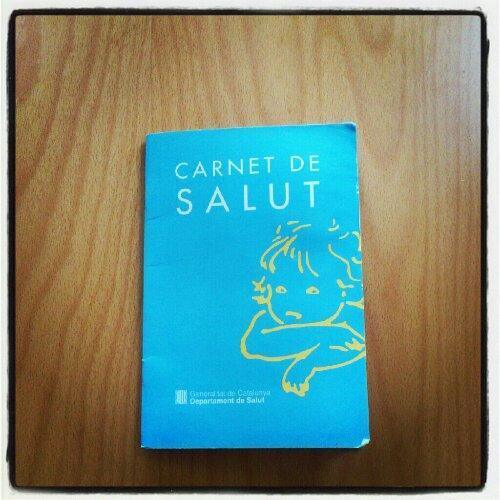 CARNET DE
SALUT
Generalitat de Catalunya
Departament de Salut